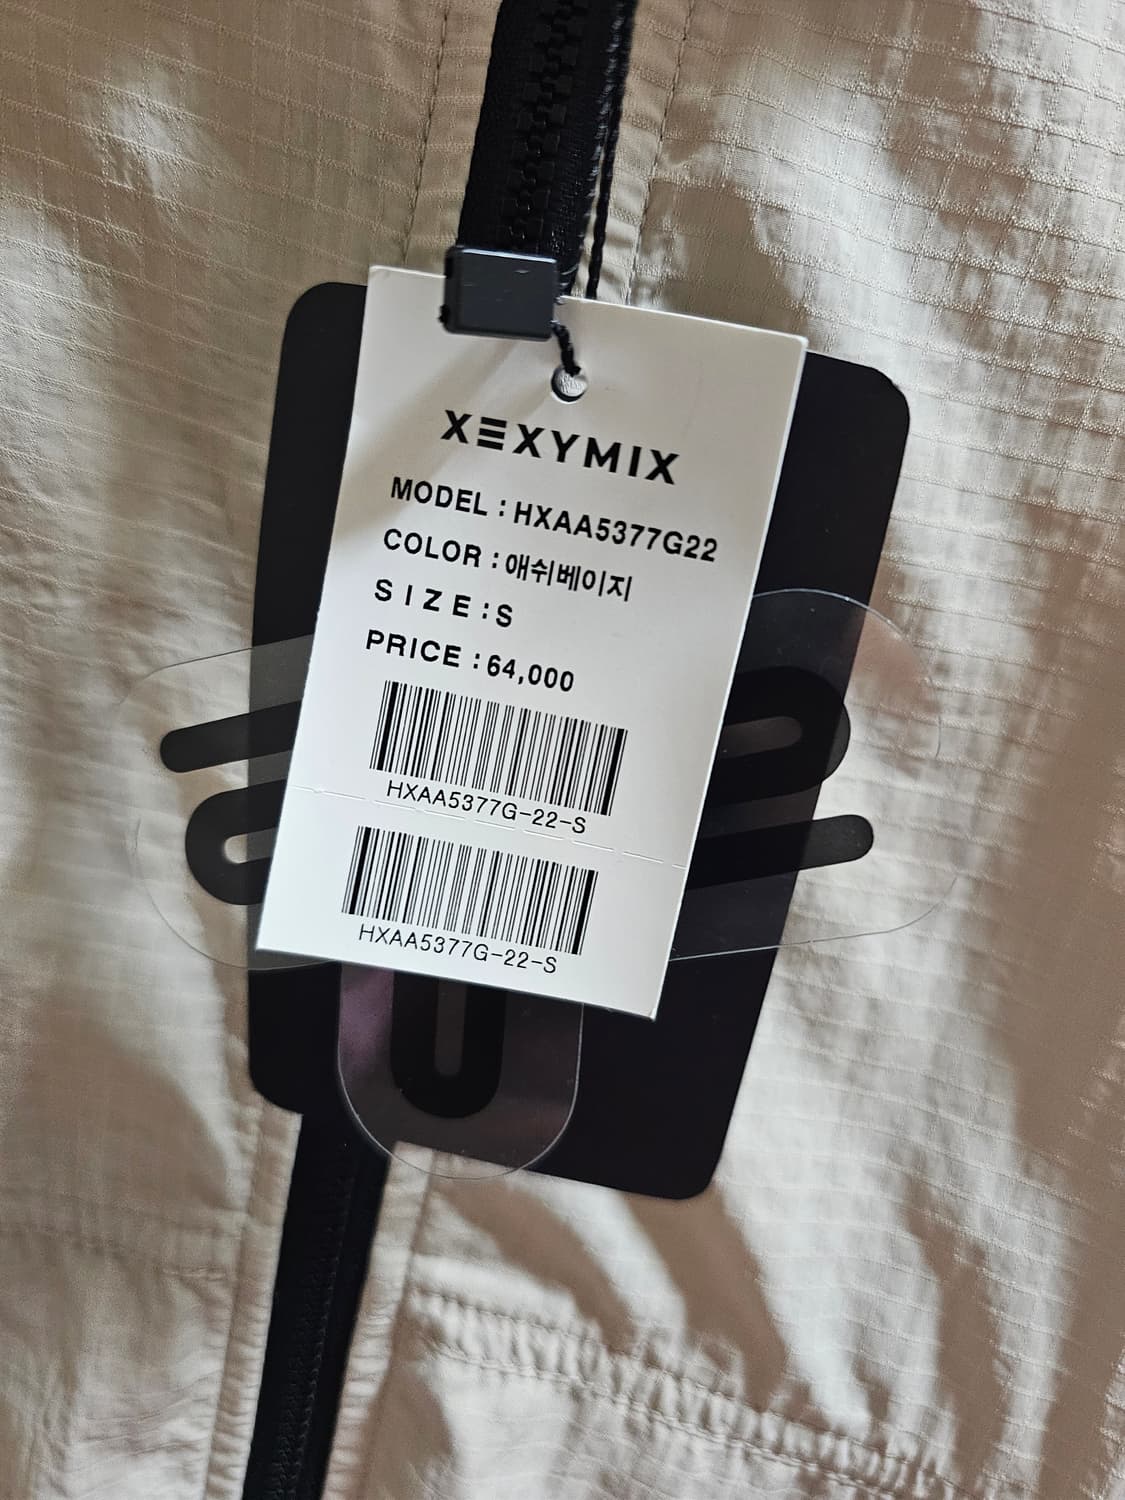 XEXYMIX
MODEL : HXAA5377G22
COLOR : 애쉬베이지
SIZE : S
PRICE : 64,000
HXAA5377G-22-S
HXAA5377G-22-S